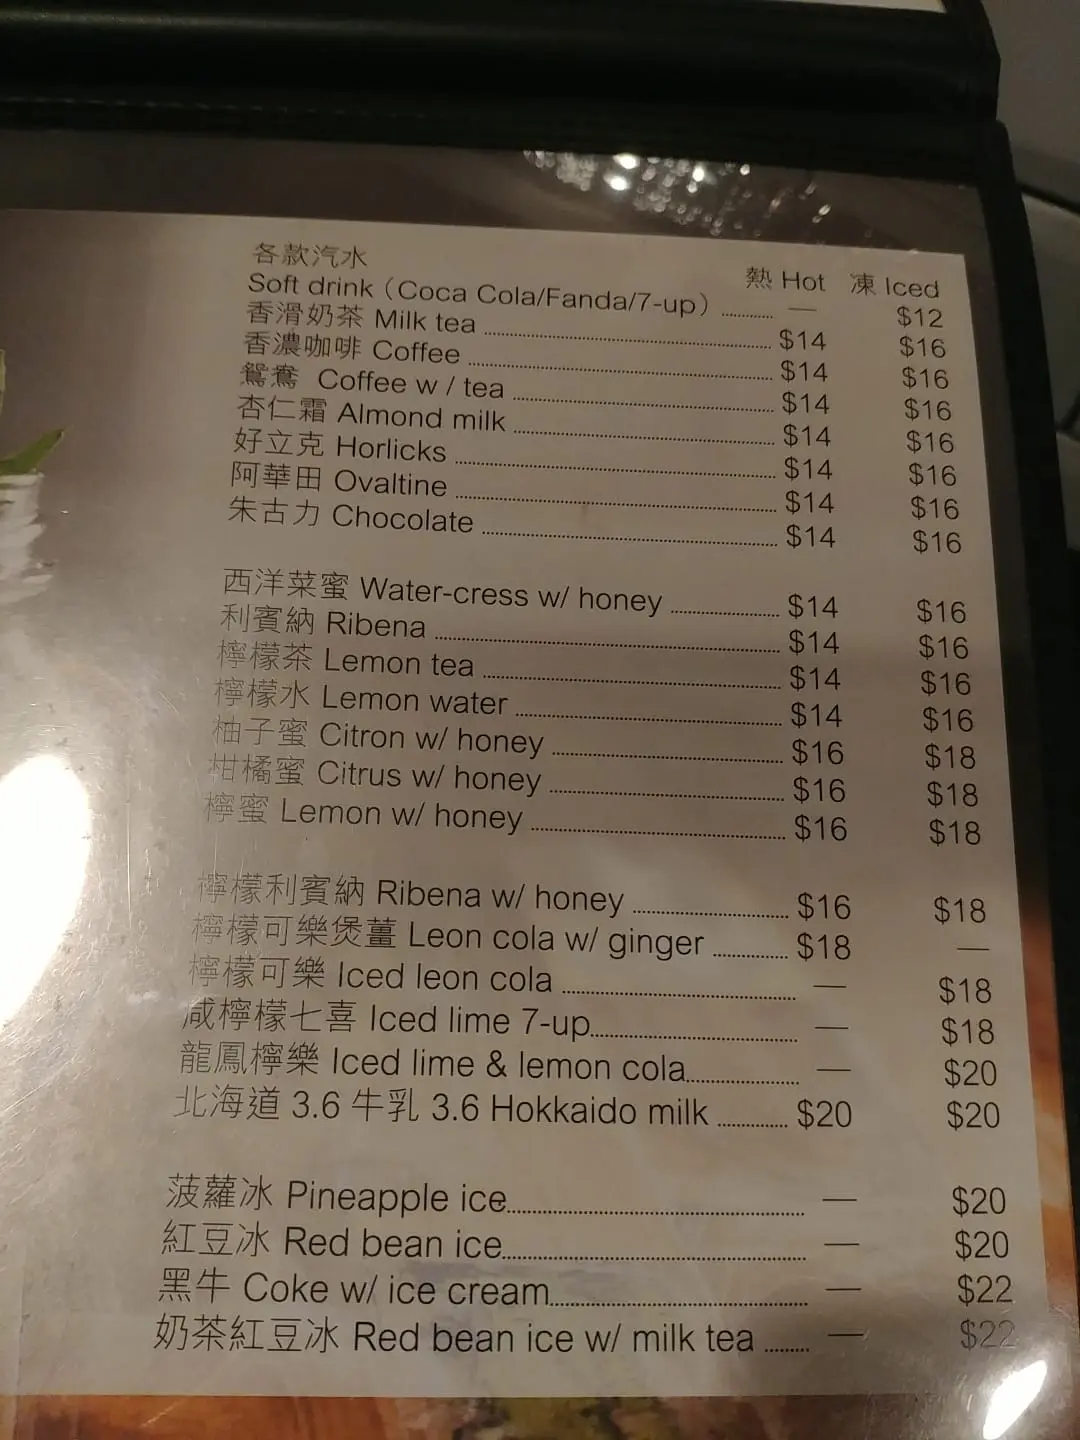 熱 Hot 凍 Iced
各款汽水
Soft drink (Coca Cola/Fanda/7-up) — $12
香滑奶茶 Milk tea $14 $16
香濃咖啡 Coffee $14 $16
鴛鴦 Coffee w / tea $14 $16
杏仁霜 Almond milk $14 $16
好立克 Horlicks $14 $16
阿華田 Ovaltine $14 $16
朱古力 Chocolate $14 $16
西洋菜蜜 Water-cress w/ honey $14 $16
利賓納 Ribena $14 $16
檸檬茶 Lemon tea $14 $16
檸檬水 Lemon water $14 $16
柚子蜜 Citron w/ honey $16 $18
柑橘蜜 Citrus w/ honey $16 $18
檸蜜 Lemon w/ honey $16 $18
檸檬利賓納 Ribena w/ honey $16 $18
檸檬可樂煲薑 Leon cola w/ ginger $18 —
檸檬可樂 Iced leon cola — $18
咸檸檬七喜 Iced lime 7-up — $18
龍鳳檸樂 Iced lime & lemon cola — $20
北海道 3.6 牛乳 3.6 Hokkaido milk $20 $20
菠蘿冰 Pineapple ice — $20
紅豆冰 Red bean ice — $20
黑牛 Coke w/ ice cream — $22
奶茶紅豆冰 Red bean ice w/ milk tea — $22